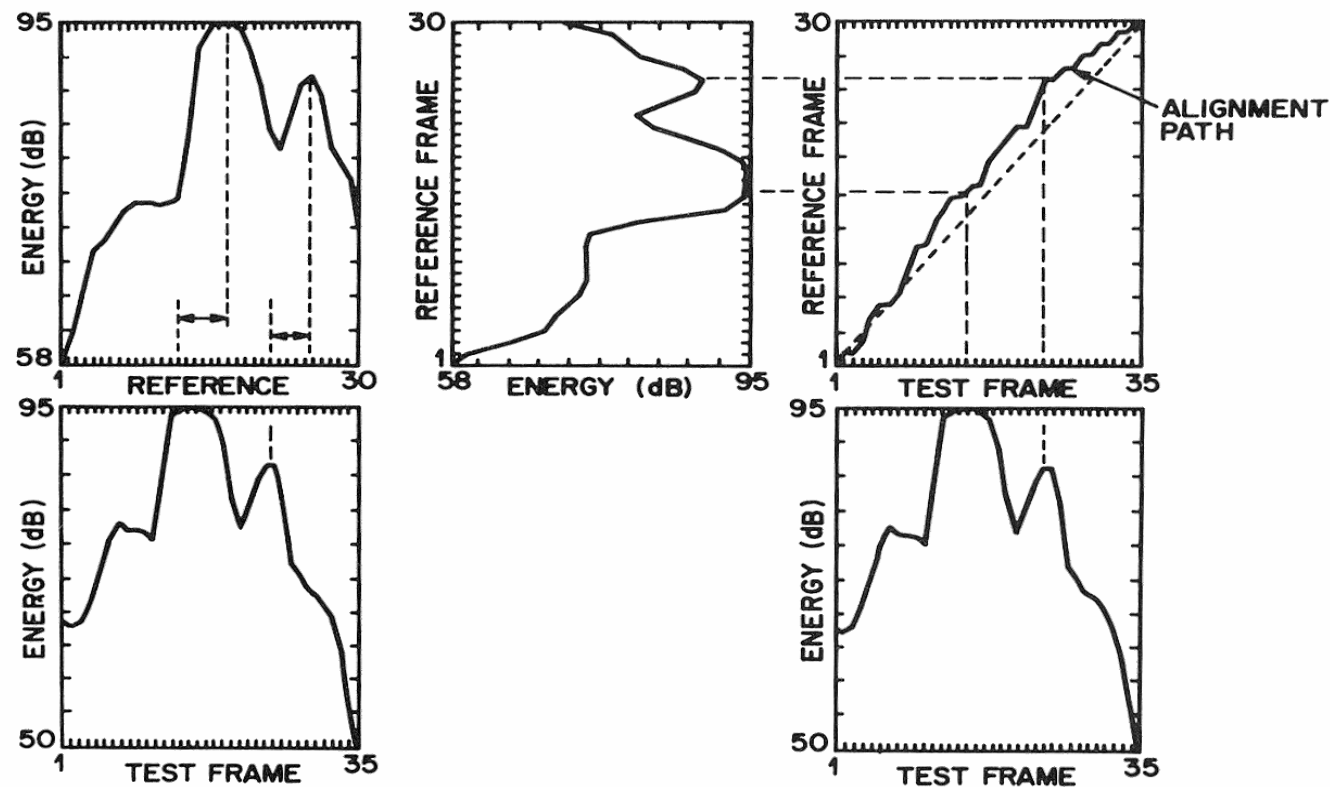 95
ENERGY (dB)
58
1
REFERENCE
30
30
REFERENCE FRAME
1
58
ENERGY (dB)
95
30
REFERENCE FRAME
1
1
TEST FRAME
35
ALIGNMENT
PATH
95
ENERGY (dB)
50
1
TEST FRAME
35
95
ENERGY (dB)
50
1
TEST FRAME
35